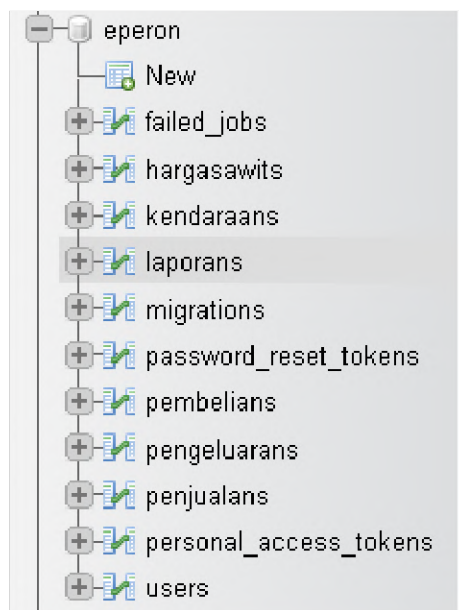 eperon
New
failed_jobs
hargasawits
kendaraans
laporans
migrations
password_reset_tokens
pembelians
pengeluarans
penjualans
personal_access_tokens
users